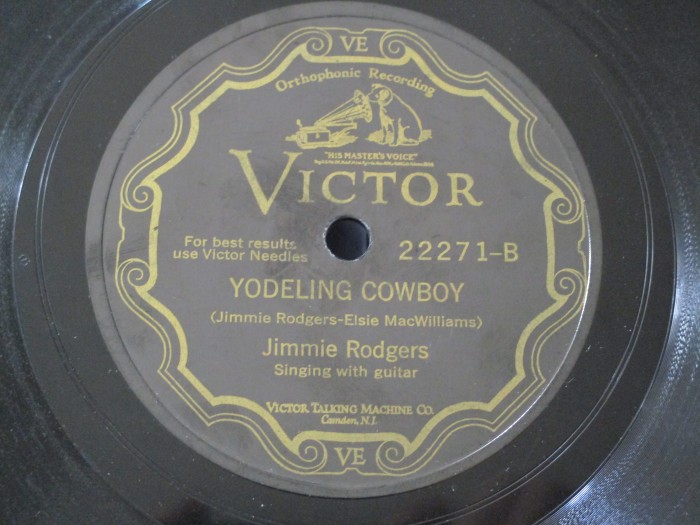 VE
Orthophonic Recording
"HIS MASTER'S VOICE"
VICTOR
For best results
use Victor Needles
22271-B
YODELING COWBOY
(Jimmie Rodgers-Elsie MacWilliams)
Jimmie Rodgers
Singing with guitar
VICTOR TALKING MACHINE CO.
Camden, N.J.
VE